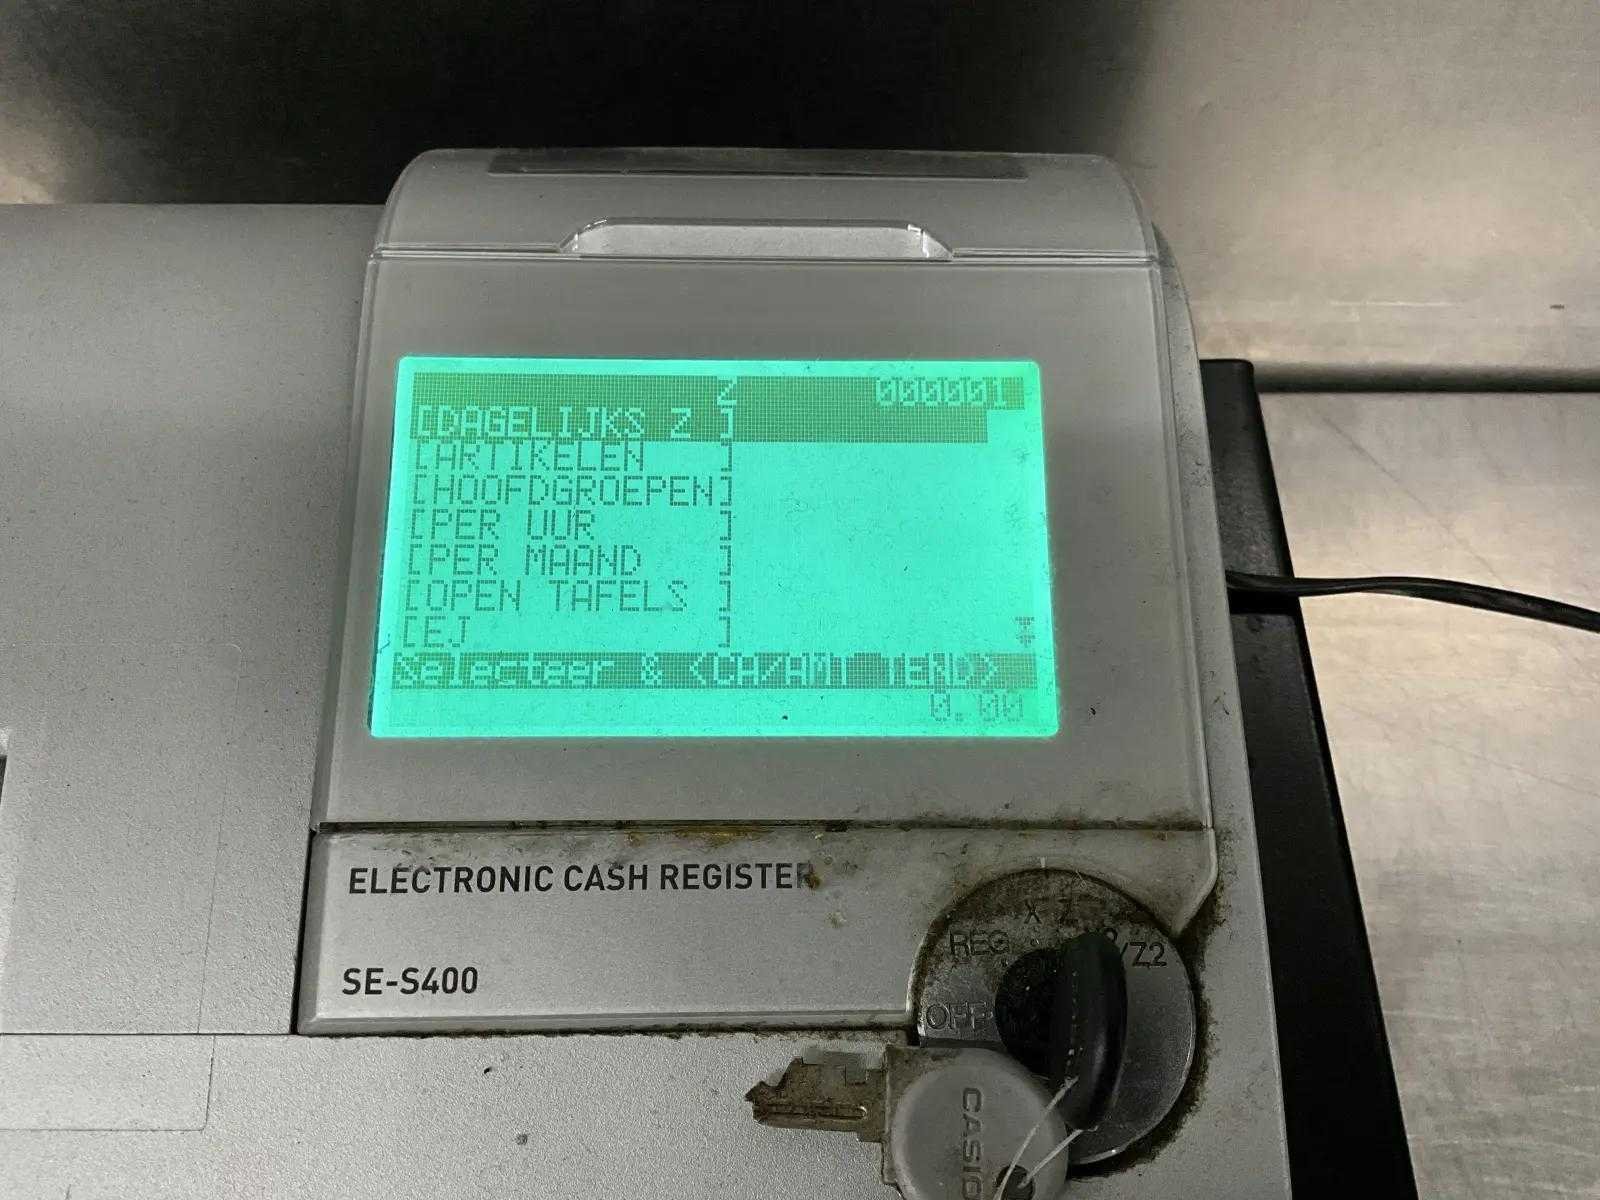 Z 000001
[DAGELIJKS Z ]
[ARTIKELEN ]
[HOOFDGROEPEN]
[PER UUR ]
[PER MAAND ]
[OPEN TAFELS ]
[EJ ]
Selecteer & <CA/AMT TEND>
0.00
ELECTRONIC CASH REGISTER
SE-S400
X Z
REG /Z2
OFF
CASIO